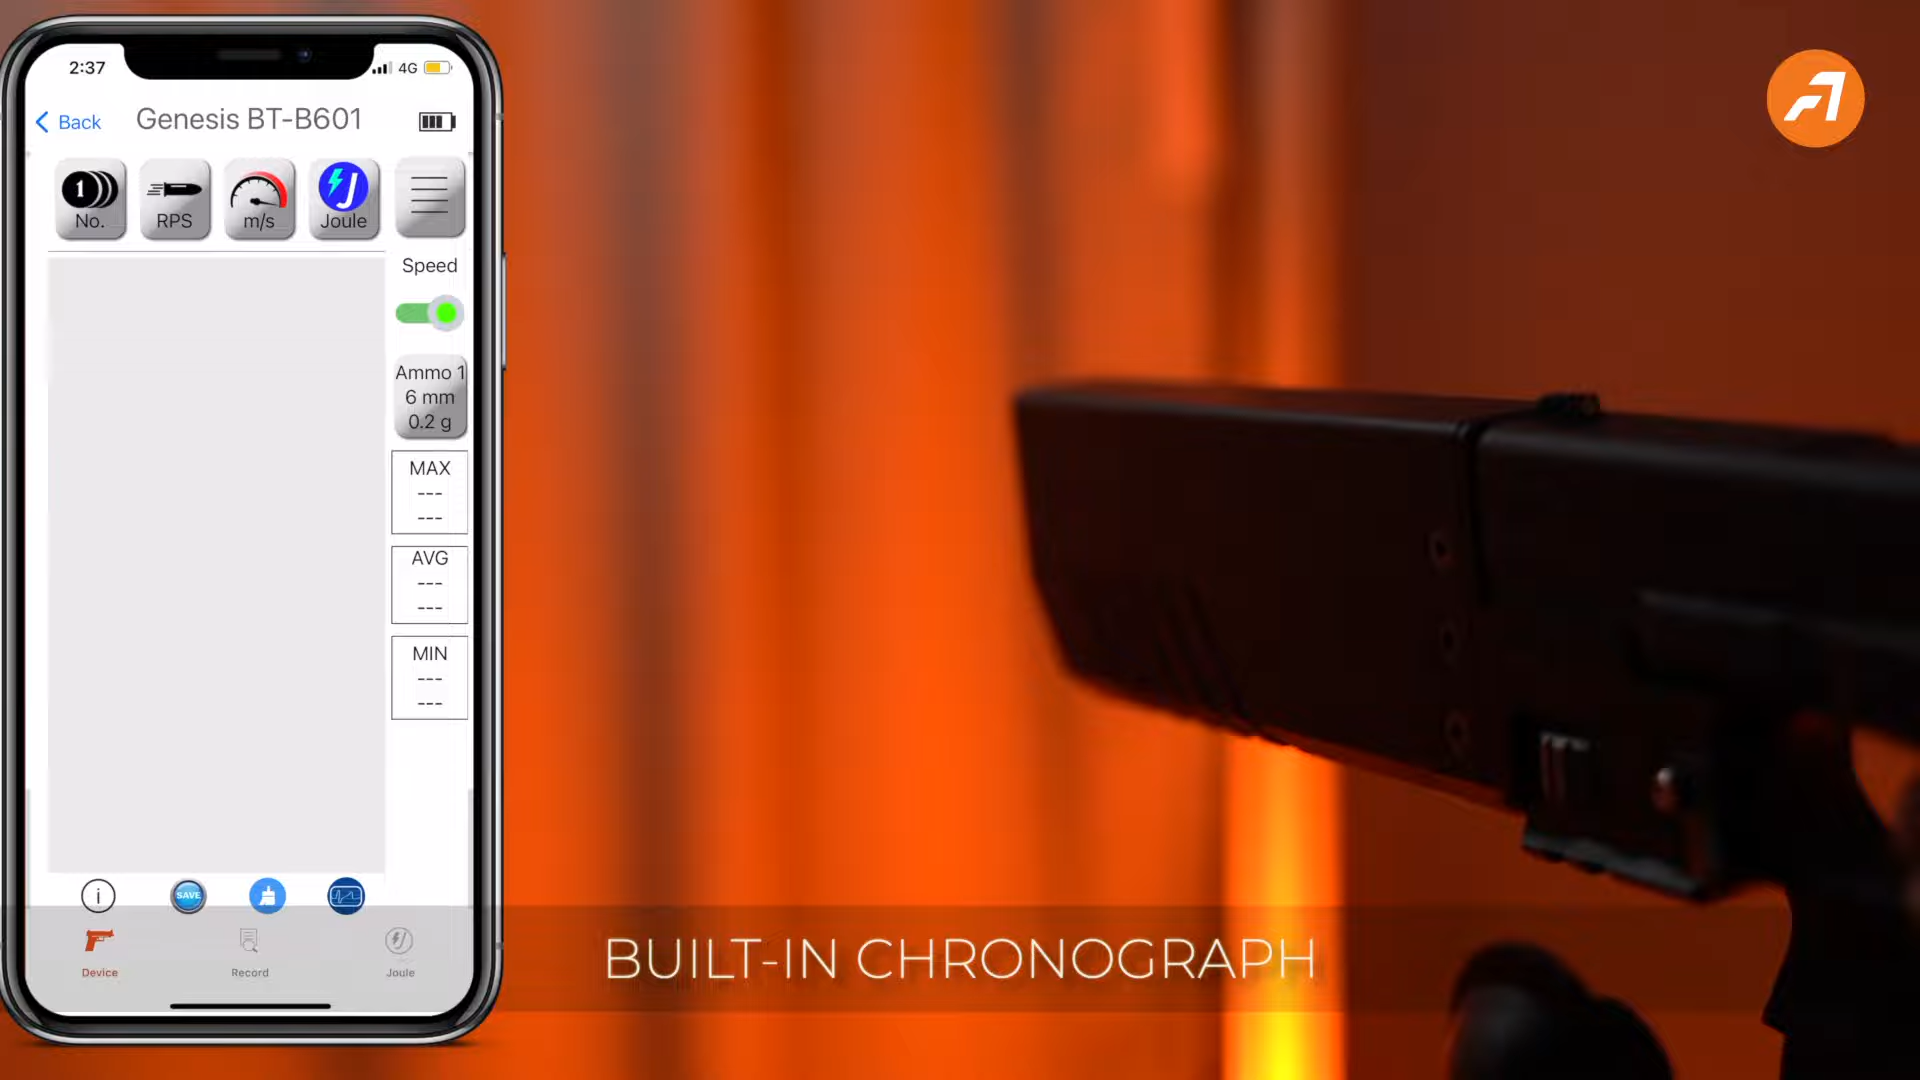 2:37
4G
Back
Genesis BT-B601
1
No.
RPS
m/s
J
Joule
Speed
Ammo 1
6 mm
0.2 g
MAX
---
---
AVG
---
---
MIN
---
---
i
SAVE
Device
Record
Joule
BUILT-IN CHRONOGRAPH